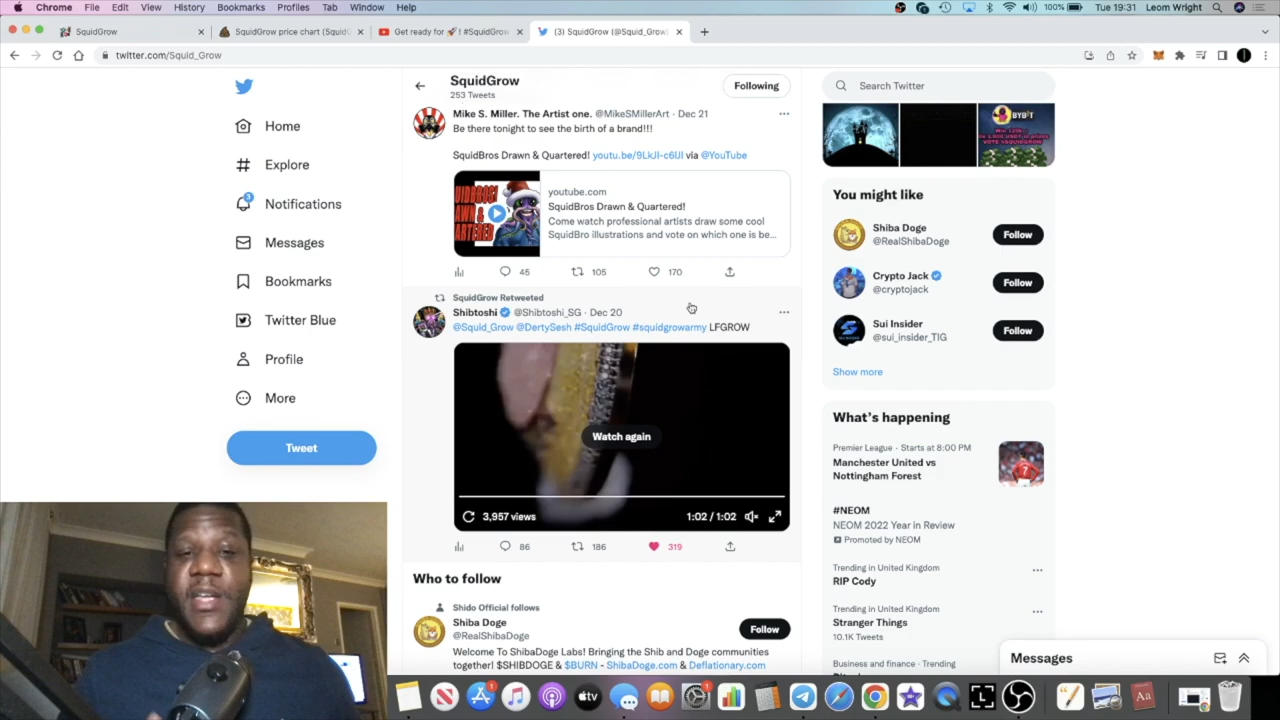 Chrome File Edit View History Bookmarks Profiles Tab Window Help 100% Tue 19:31 Leom Wright
SquidGrow
SquidGrow price chart (SquidG
Get ready for 🚀! #SquidGrow
(3) SquidGrow (@Squid_Grow)
twitter.com/Squid_Grow
Home
Explore
3
Notifications
Messages
Bookmarks
Twitter Blue
Profile
More
Tweet
SquidGrow
253 Tweets
Following
Mike S. Miller. The Artist one. @MikeSMillerArt · Dec 21
Be there tonight to see the birth of a brand!!!
SquidBros Drawn & Quartered! youtu.be/9LkJI-c6lJI via @YouTube
youtube.com
SquidBros Drawn & Quartered!
Come watch professional artists draw some cool
SquidBro illustrations and vote on which one is be...
45 105 170
SquidGrow Retweeted
Shibtoshi @Shibtoshi_SG · Dec 20
@Squid_Grow @DertySesh #SquidGrow #squidgrowarmy LFGROW
Watch again
3,957 views 1:02 / 1:02
86 186 319
Who to follow
Shido Official follows
Shiba Doge
@RealShibaDoge
Follow
Welcome To ShibaDoge Labs! Bringing the Shib and Doge communities
together! $SHIBDOGE & $BURN - ShibaDoge.com & Deflationary.com
Search Twitter
BYBIT
You might like
Shiba Doge
@RealShibaDoge
Follow
Crypto Jack
@cryptojack
Follow
Sui Insider
@sui_insider_TIG
Follow
Show more
What's happening
Premier League · Starts at 8:00 PM
Manchester United vs
Nottingham Forest
#NEOM
NEOM 2022 Year in Review
Promoted by NEOM
Trending in United Kingdom
RIP Cody
Trending in United Kingdom
Stranger Things
10.1K Tweets
Business and finance · Trending
Messages